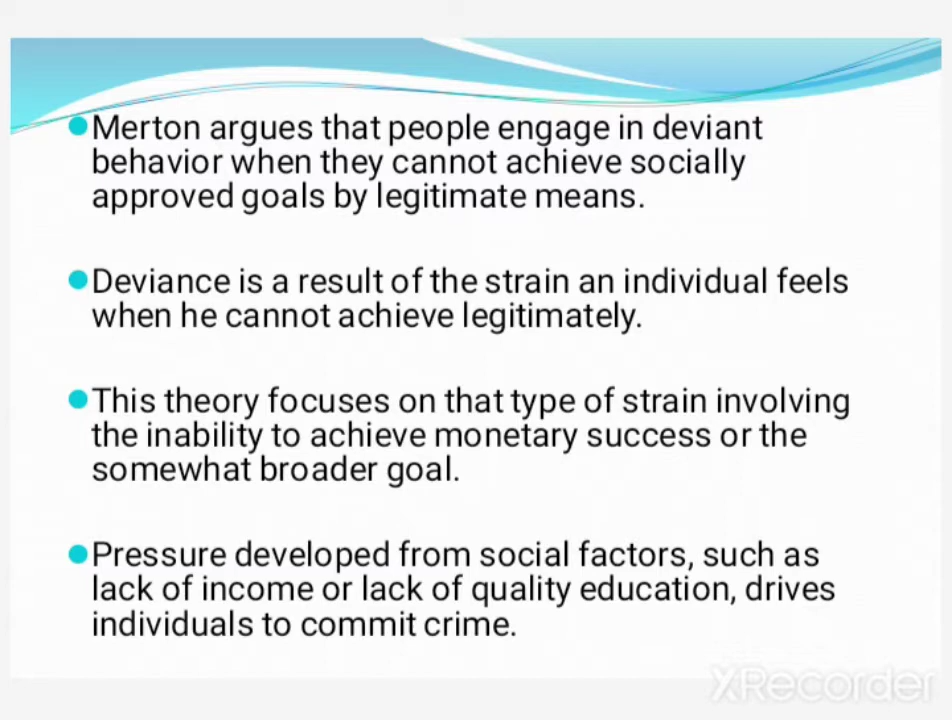 Merton argues that people engage in deviant
behavior when they cannot achieve socially
approved goals by legitimate means.
Deviance is a result of the strain an individual feels
when he cannot achieve legitimately.
This theory focuses on that type of strain involving
the inability to achieve monetary success or the
somewhat broader goal.
Pressure developed from social factors, such as
lack of income or lack of quality education, drives
individuals to commit crime.
XRecorder